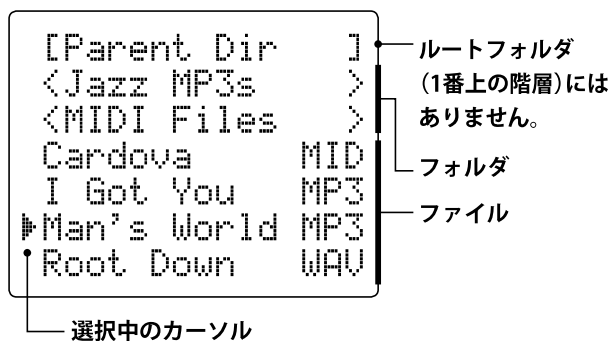 [Parent Dir ]
<Jazz MP3s >
<MIDI Files >
Cardova MID
I Got You MP3
Man's World MP3
Root Down WAV
ルートフォルダ
（1番上の階層）には
ありません。
フォルダ
ファイル
選択中のカーソル